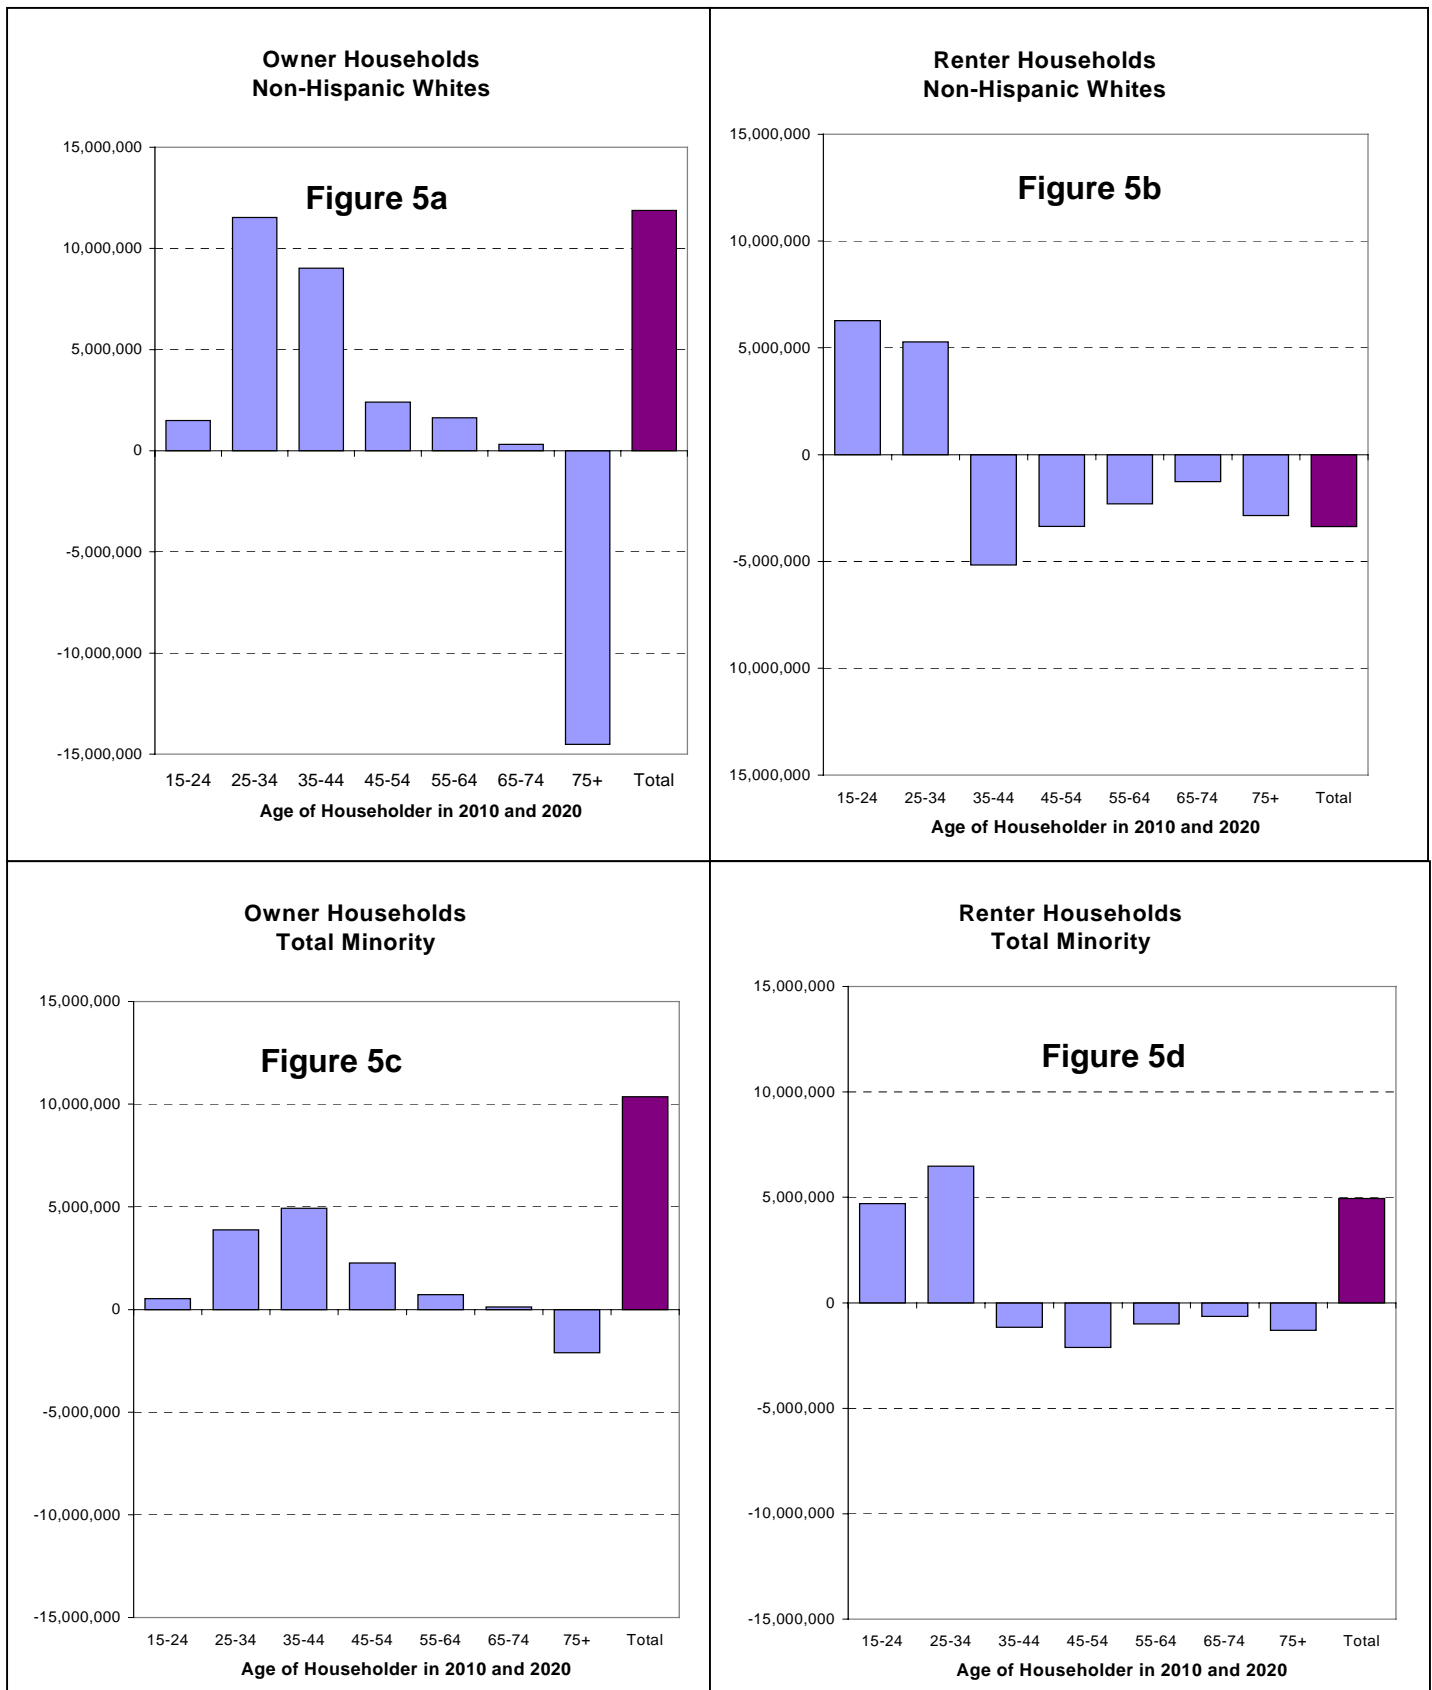 Owner Households
Non-Hispanic Whites
Figure 5a
15,000,000
10,000,000
5,000,000
0
-5,000,000
-10,000,000
-15,000,000
15-24 25-34 35-44 45-54 55-64 65-74 75+ Total
Age of Householder in 2010 and 2020
Renter Households
Non-Hispanic Whites
Figure 5b
15,000,000
10,000,000
5,000,000
0
-5,000,000
10,000,000
15,000,000
15-24 25-34 35-44 45-54 55-64 65-74 75+ Total
Age of Householder in 2010 and 2020
Owner Households
Total Minority
Figure 5c
15,000,000
10,000,000
5,000,000
0
-5,000,000
-10,000,000
-15,000,000
15-24 25-34 35-44 45-54 55-64 65-74 75+ Total
Age of Householder in 2010 and 2020
Renter Households
Total Minority
Figure 5d
15,000,000
10,000,000
5,000,000
0
-5,000,000
-10,000,000
-15,000,000
15-24 25-34 35-44 45-54 55-64 65-74 75+ Total
Age of Householder in 2010 and 2020